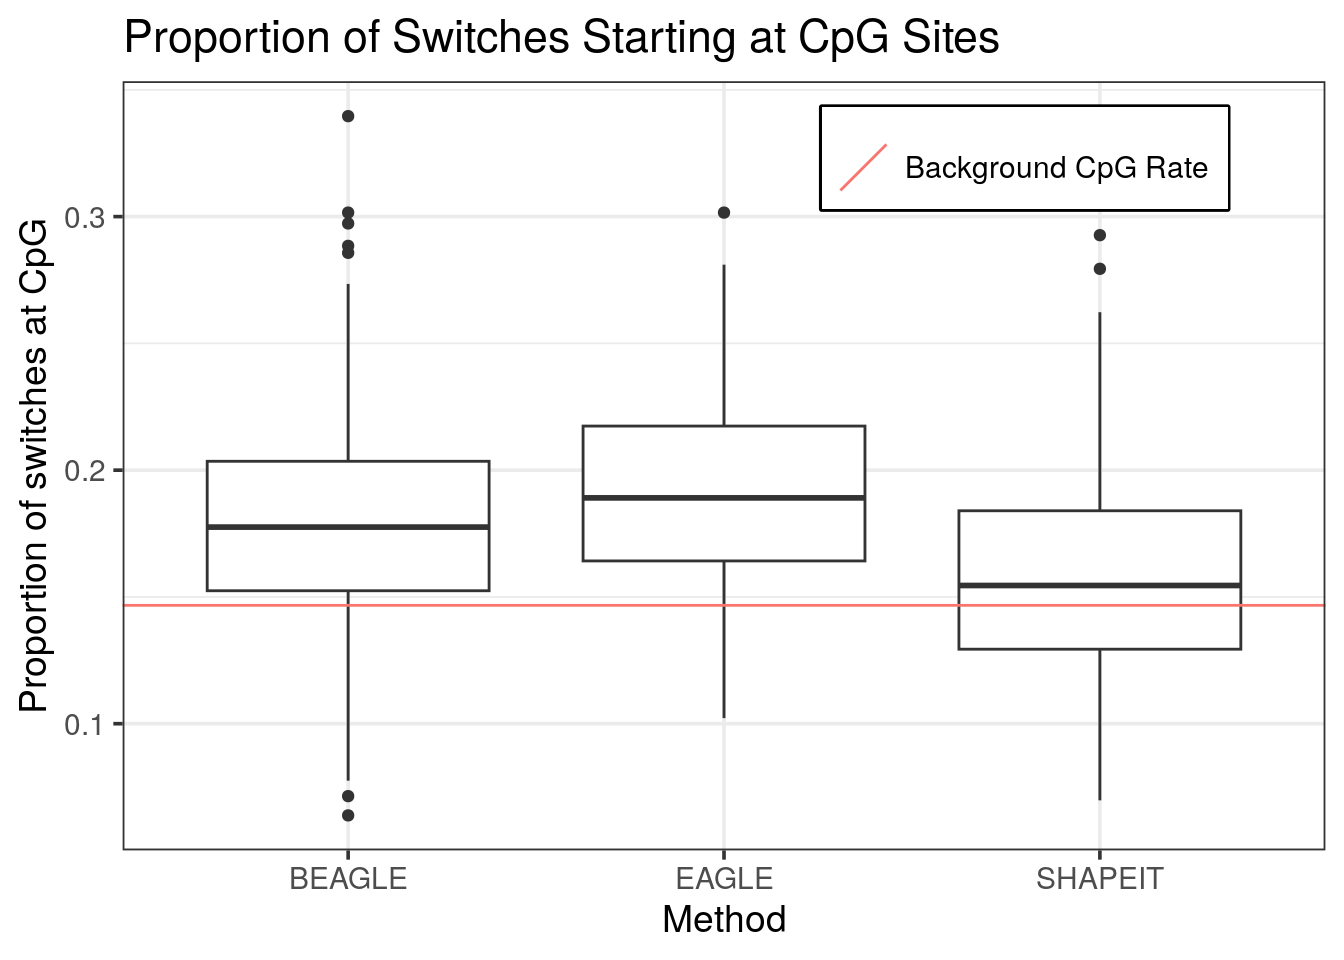 Proportion of Switches Starting at CpG Sites
Background CpG Rate
Proportion of switches at CpG
0.3
0.2
0.1
BEAGLE
EAGLE
SHAPEIT
Method